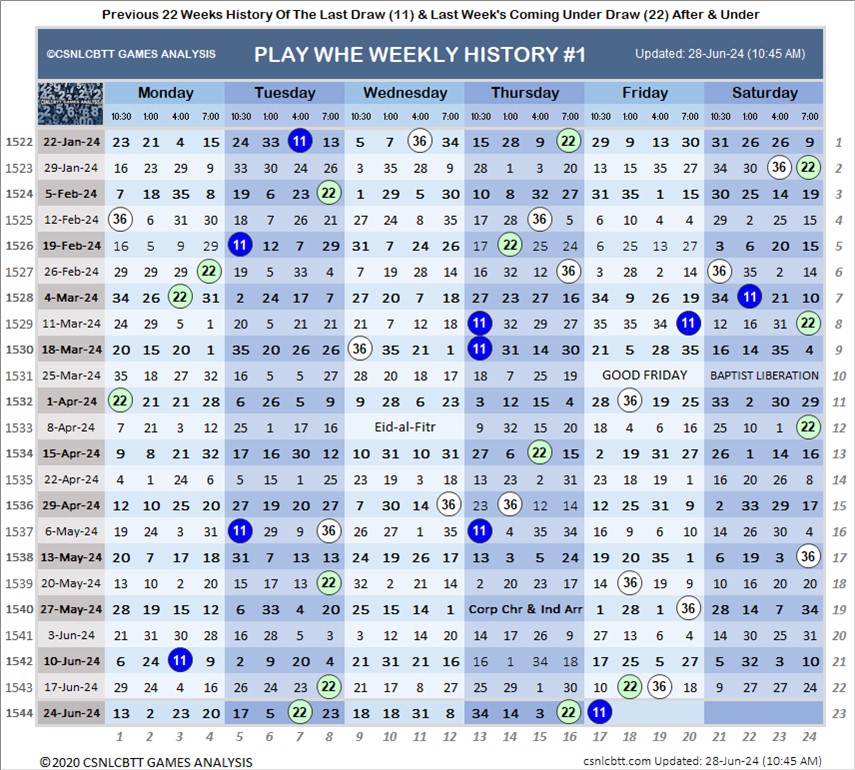 Previous 22 Weeks History Of The Last Draw (11) & Last Week's Coming Under Draw (22) After & Under
©CSNLCBTT GAMES ANALYSIS PLAY WHE WEEKLY HISTORY #1 Updated: 28-Jun-24 (10:45 AM)
Monday Tuesday Wednesday Thursday Friday Saturday
10:30 1:00 4:00 7:00 10:30 1:00 4:00 7:00 10:30 1:00 4:00 7:00 10:30 1:00 4:00 7:00 10:30 1:00 4:00 7:00 10:30 1:00 4:00 7:00
1522 22-Jan-24 23 21 4 15 24 33 11 13 5 7 36 34 15 28 9 22 29 9 13 30 31 26 26 9 1
1523 29-Jan-24 16 23 29 9 33 30 24 26 3 35 28 9 28 1 3 20 13 15 35 27 34 30 36 22 2
1524 5-Feb-24 7 18 35 8 19 6 23 22 1 29 5 30 10 8 32 27 31 35 1 15 30 25 14 19 3
1525 12-Feb-24 36 6 31 30 18 7 26 21 27 24 8 35 17 28 36 5 6 10 4 4 29 2 25 15 4
1526 19-Feb-24 16 5 9 29 11 12 7 29 31 7 24 26 17 22 25 24 6 25 13 27 3 6 20 15 5
1527 26-Feb-24 29 29 29 22 19 5 33 4 7 19 28 14 16 32 12 36 3 28 2 14 36 35 2 14 6
1528 4-Mar-24 34 26 22 31 2 24 17 7 27 20 7 18 27 23 27 16 34 9 26 19 34 11 21 10 7
1529 11-Mar-24 24 29 5 1 20 5 21 21 21 7 12 18 11 32 29 27 35 35 34 11 12 16 31 22 8
1530 18-Mar-24 20 15 20 1 35 20 26 26 36 35 21 1 11 31 14 30 21 5 28 35 16 14 35 4 9
1531 25-Mar-24 35 18 27 32 16 5 5 27 28 20 18 17 18 7 25 19 GOOD FRIDAY BAPTIST LIBERATION 10
1532 1-Apr-24 22 21 21 28 6 26 5 9 9 28 6 23 3 12 15 4 28 36 19 25 33 2 30 29 11
1533 8-Apr-24 7 21 3 12 25 1 17 16 Eid-al-Fitr 9 32 15 20 18 4 6 16 25 10 1 22 12
1534 15-Apr-24 9 8 21 32 17 16 30 12 10 31 10 31 27 6 22 15 2 19 31 27 26 1 14 16 13
1535 22-Apr-24 4 1 24 6 5 15 1 25 23 19 3 18 13 23 2 31 23 18 19 1 16 20 26 8 14
1536 29-Apr-24 12 10 25 20 27 19 20 27 7 30 14 36 23 36 12 14 12 25 31 9 2 33 29 17 15
1537 6-May-24 19 24 3 31 11 29 9 36 26 27 1 35 11 4 35 34 16 9 6 10 14 26 30 4 16
1538 13-May-24 20 7 17 18 31 7 13 13 24 19 26 17 13 3 5 24 19 20 35 1 6 19 3 36 17
1539 20-May-24 13 10 2 20 15 17 13 22 32 2 21 14 2 20 23 17 14 36 19 9 10 16 20 20 18
1540 27-May-24 28 19 15 12 6 33 4 20 25 15 14 1 Corp Chr & Ind Arr 1 28 1 36 28 14 7 34 19
1541 3-Jun-24 21 31 30 28 16 28 5 3 3 12 14 20 14 17 26 9 27 13 6 4 14 30 25 31 20
1542 10-Jun-24 6 24 11 9 2 9 20 4 21 31 21 16 16 1 34 18 17 25 5 27 5 32 3 10 21
1543 17-Jun-24 29 24 4 16 26 24 23 22 21 17 8 27 25 29 1 30 10 22 36 18 9 27 24 27 22
1544 24-Jun-24 13 2 23 20 17 5 22 23 18 18 31 8 34 14 3 22 11 23
1 2 3 4 5 6 7 8 9 10 11 12 13 14 15 16 17 18 19 20 21 22 23 24
©2020 CSNLCBTT GAMES ANALYSIS csnlcbtt.com Updated: 28-Jun-24 (10:45 AM)